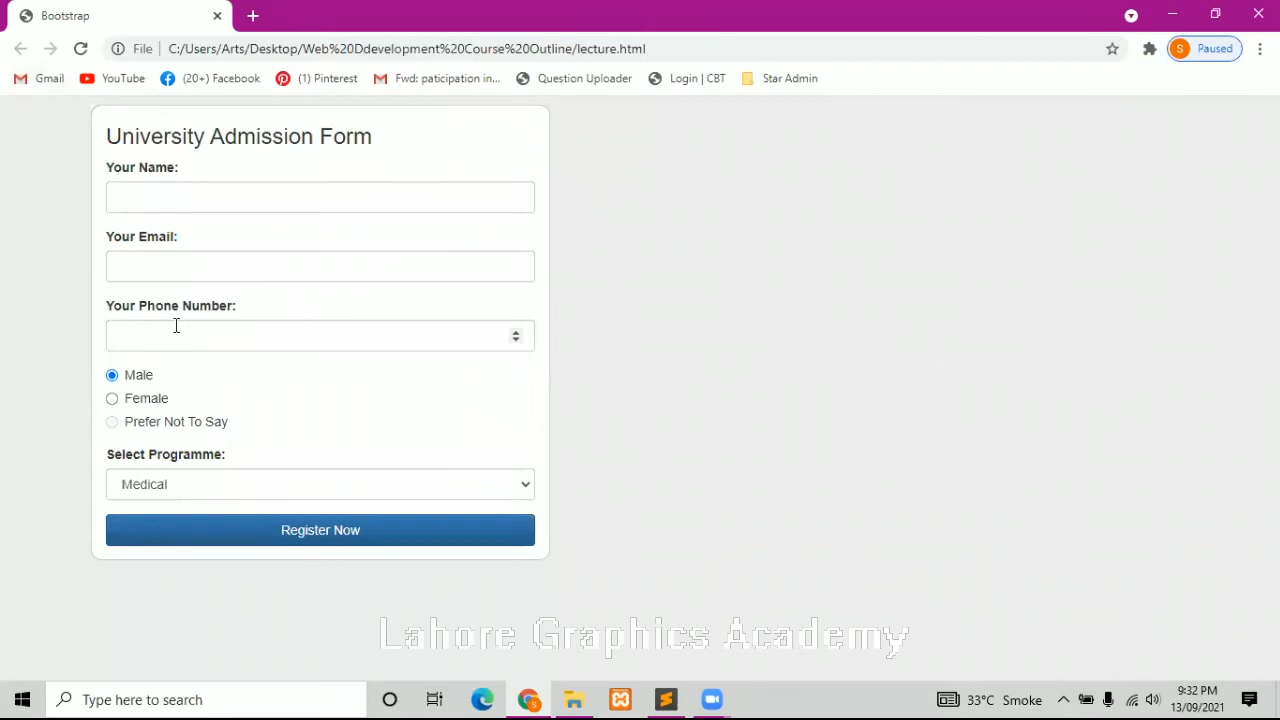 Bootstrap
File C:/Users/Arts/Desktop/Web%20Ddevelopment%20Course%20Outline/lecture.html
S Paused
Gmail YouTube (20+) Facebook (1) Pinterest Fwd: paticipation in... Question Uploader Login | CBT Star Admin
University Admission Form
Your Name:
Your Email:
Your Phone Number:
Male
Female
Prefer Not To Say
Select Programme:
Medical
Register Now
Lahore Graphics Academy
Type here to search
33°C Smoke
9:32 PM
13/09/2021